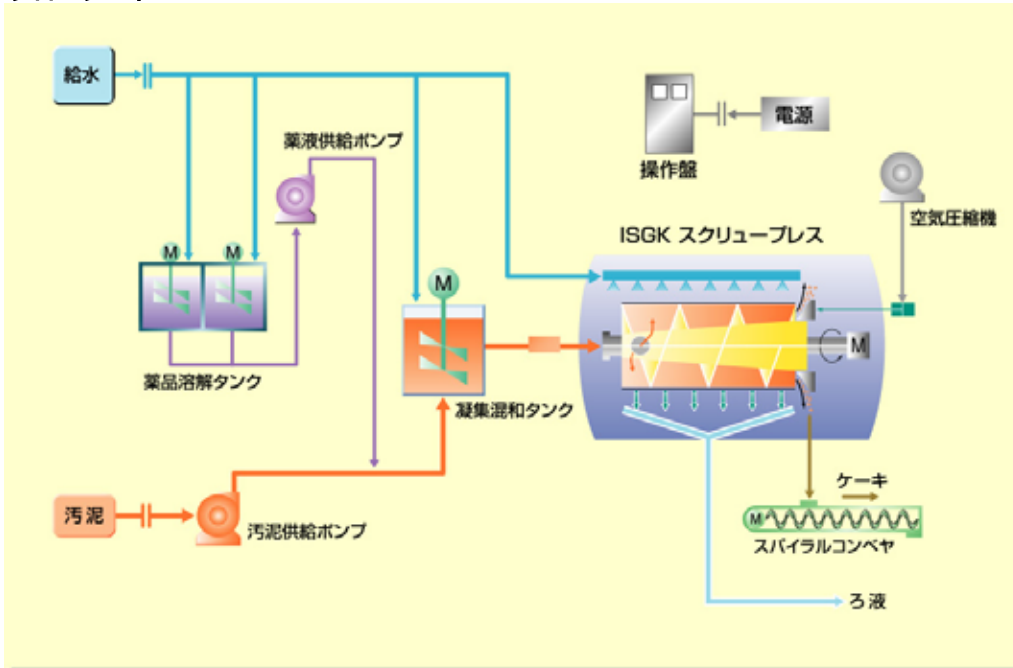 給水
電源
操作盤
薬液供給ポンプ
空気圧縮機
ISGK スクリュープレス
M
M
M
M
薬品溶解タンク
凝集混和タンク
ケーキ
汚泥
汚泥供給ポンプ
M
スパイラルコンベヤ
ろ液